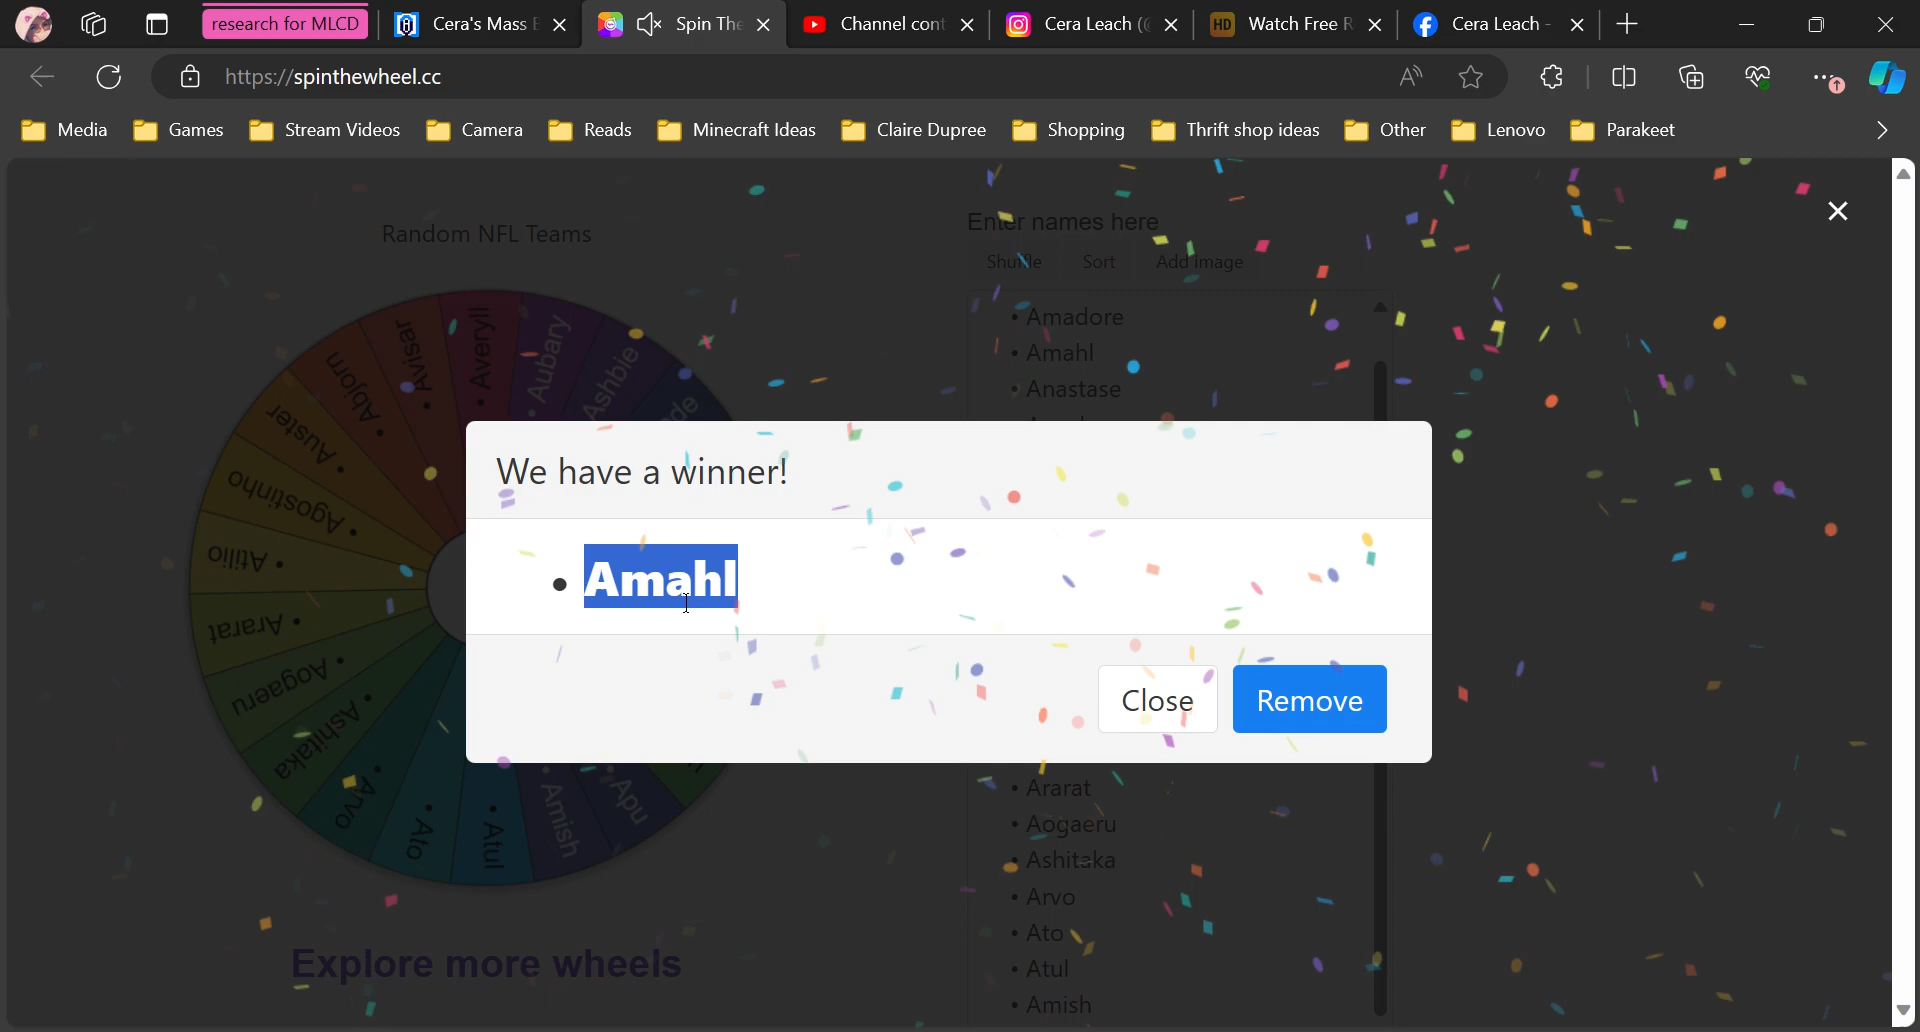 research for MLCD
Cera's Mass E
Spin The
Channel cont
Cera Leach (@
HD
Watch Free R
Cera Leach -
https://spinthewheel.cc
Media
Games
Stream Videos
Camera
Reads
Minecraft Ideas
Claire Dupree
Shopping
Thrift shop ideas
Other
Lenovo
Parakeet
Random NFL Teams
Enter names here
Shuffle
Sort
Add image
• Amadore
• Amahl
• Anastase
• Averyll
• Aubary
Ashbie
• Avisar
• Abijom
• Auster
• Agostinho
• Atilio
• Ararat
• Aogaeru
• Ashitaka
• Arvo
• Ato
• Atul
• Amish
• Apu
We have a winner!
• Amahl
Close
Remove
• Ararat
• Aogaeru
• Ashitaka
• Arvo
• Ato
• Atul
• Amish
Explore more wheels